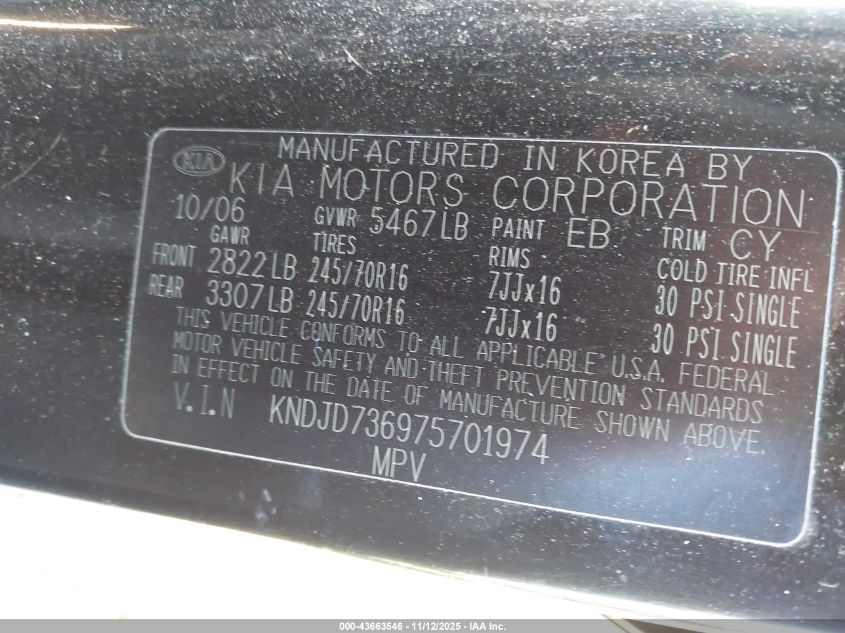 KIA MANUFACTURED IN KOREA BY
KIA MOTORS CORPORATION
10/06 GVWR 5467LB PAINT EB TRIM CY
GAWR TIRES RIMS COLD TIRE INFL
FRONT 2822LB 245/70R16 7JJx16 30 PSI.SINGLE
REAR 3307LB 245/70R16 7JJx16 30 PSI.SINGLE
THIS VEHICLE CONFORMS TO ALL APPLICABLE U.S.A. FEDERAL
MOTOR VEHICLE SAFETY AND THEFT PREVENTION STANDARDS
IN EFFECT ON THE DATE OF MANUFACTURE SHOWN ABOVE.
V.I.N KNDJD736975701974
MPV
000-43663546 - 11/12/2025 - IAA Inc.